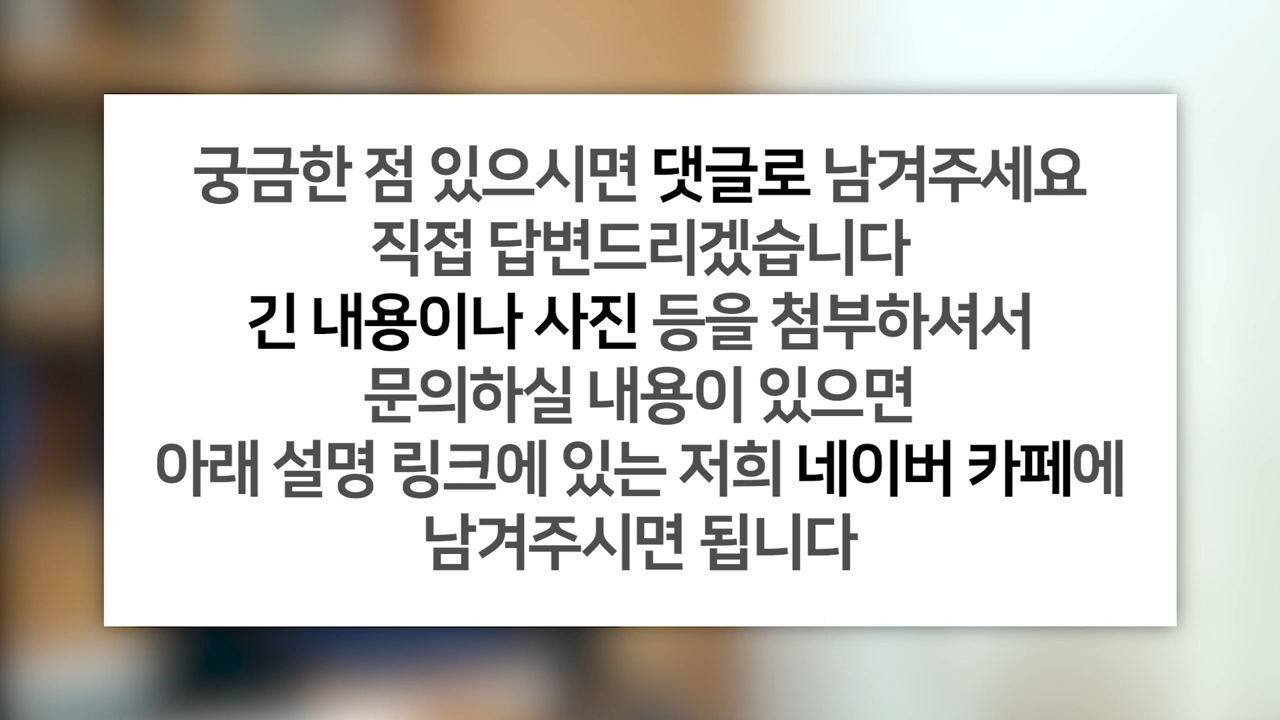 궁금한 점 있으시면 댓글로 남겨주세요
직접 답변드리겠습니다
긴 내용이나 사진 등을 첨부하셔서
문의하실 내용이 있으면
아래 설명 링크에 있는 저희 네이버 카페에
남겨주시면 됩니다